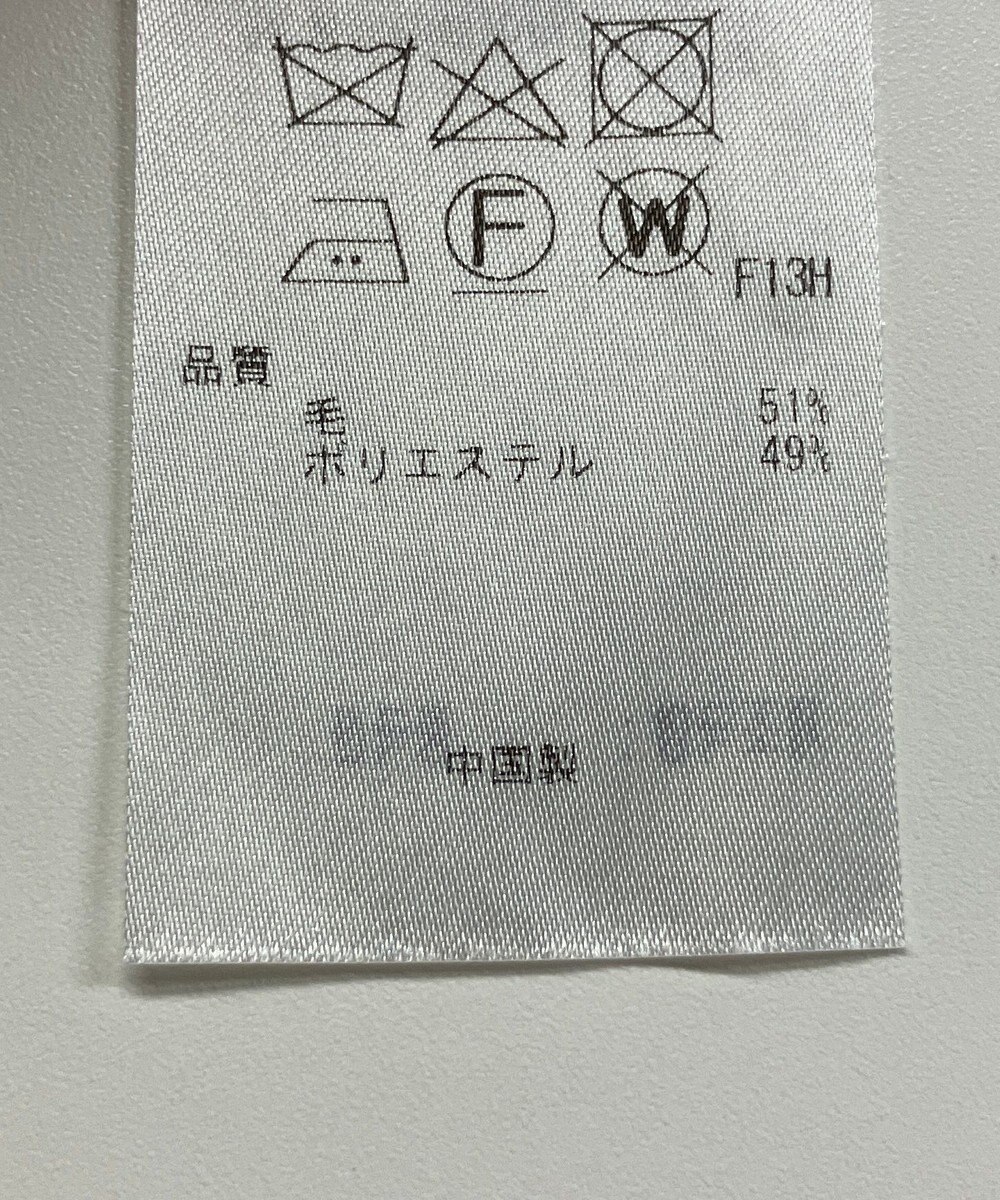 F
W
F13H
品質
毛 51%
ポリエステル 49%
中国製